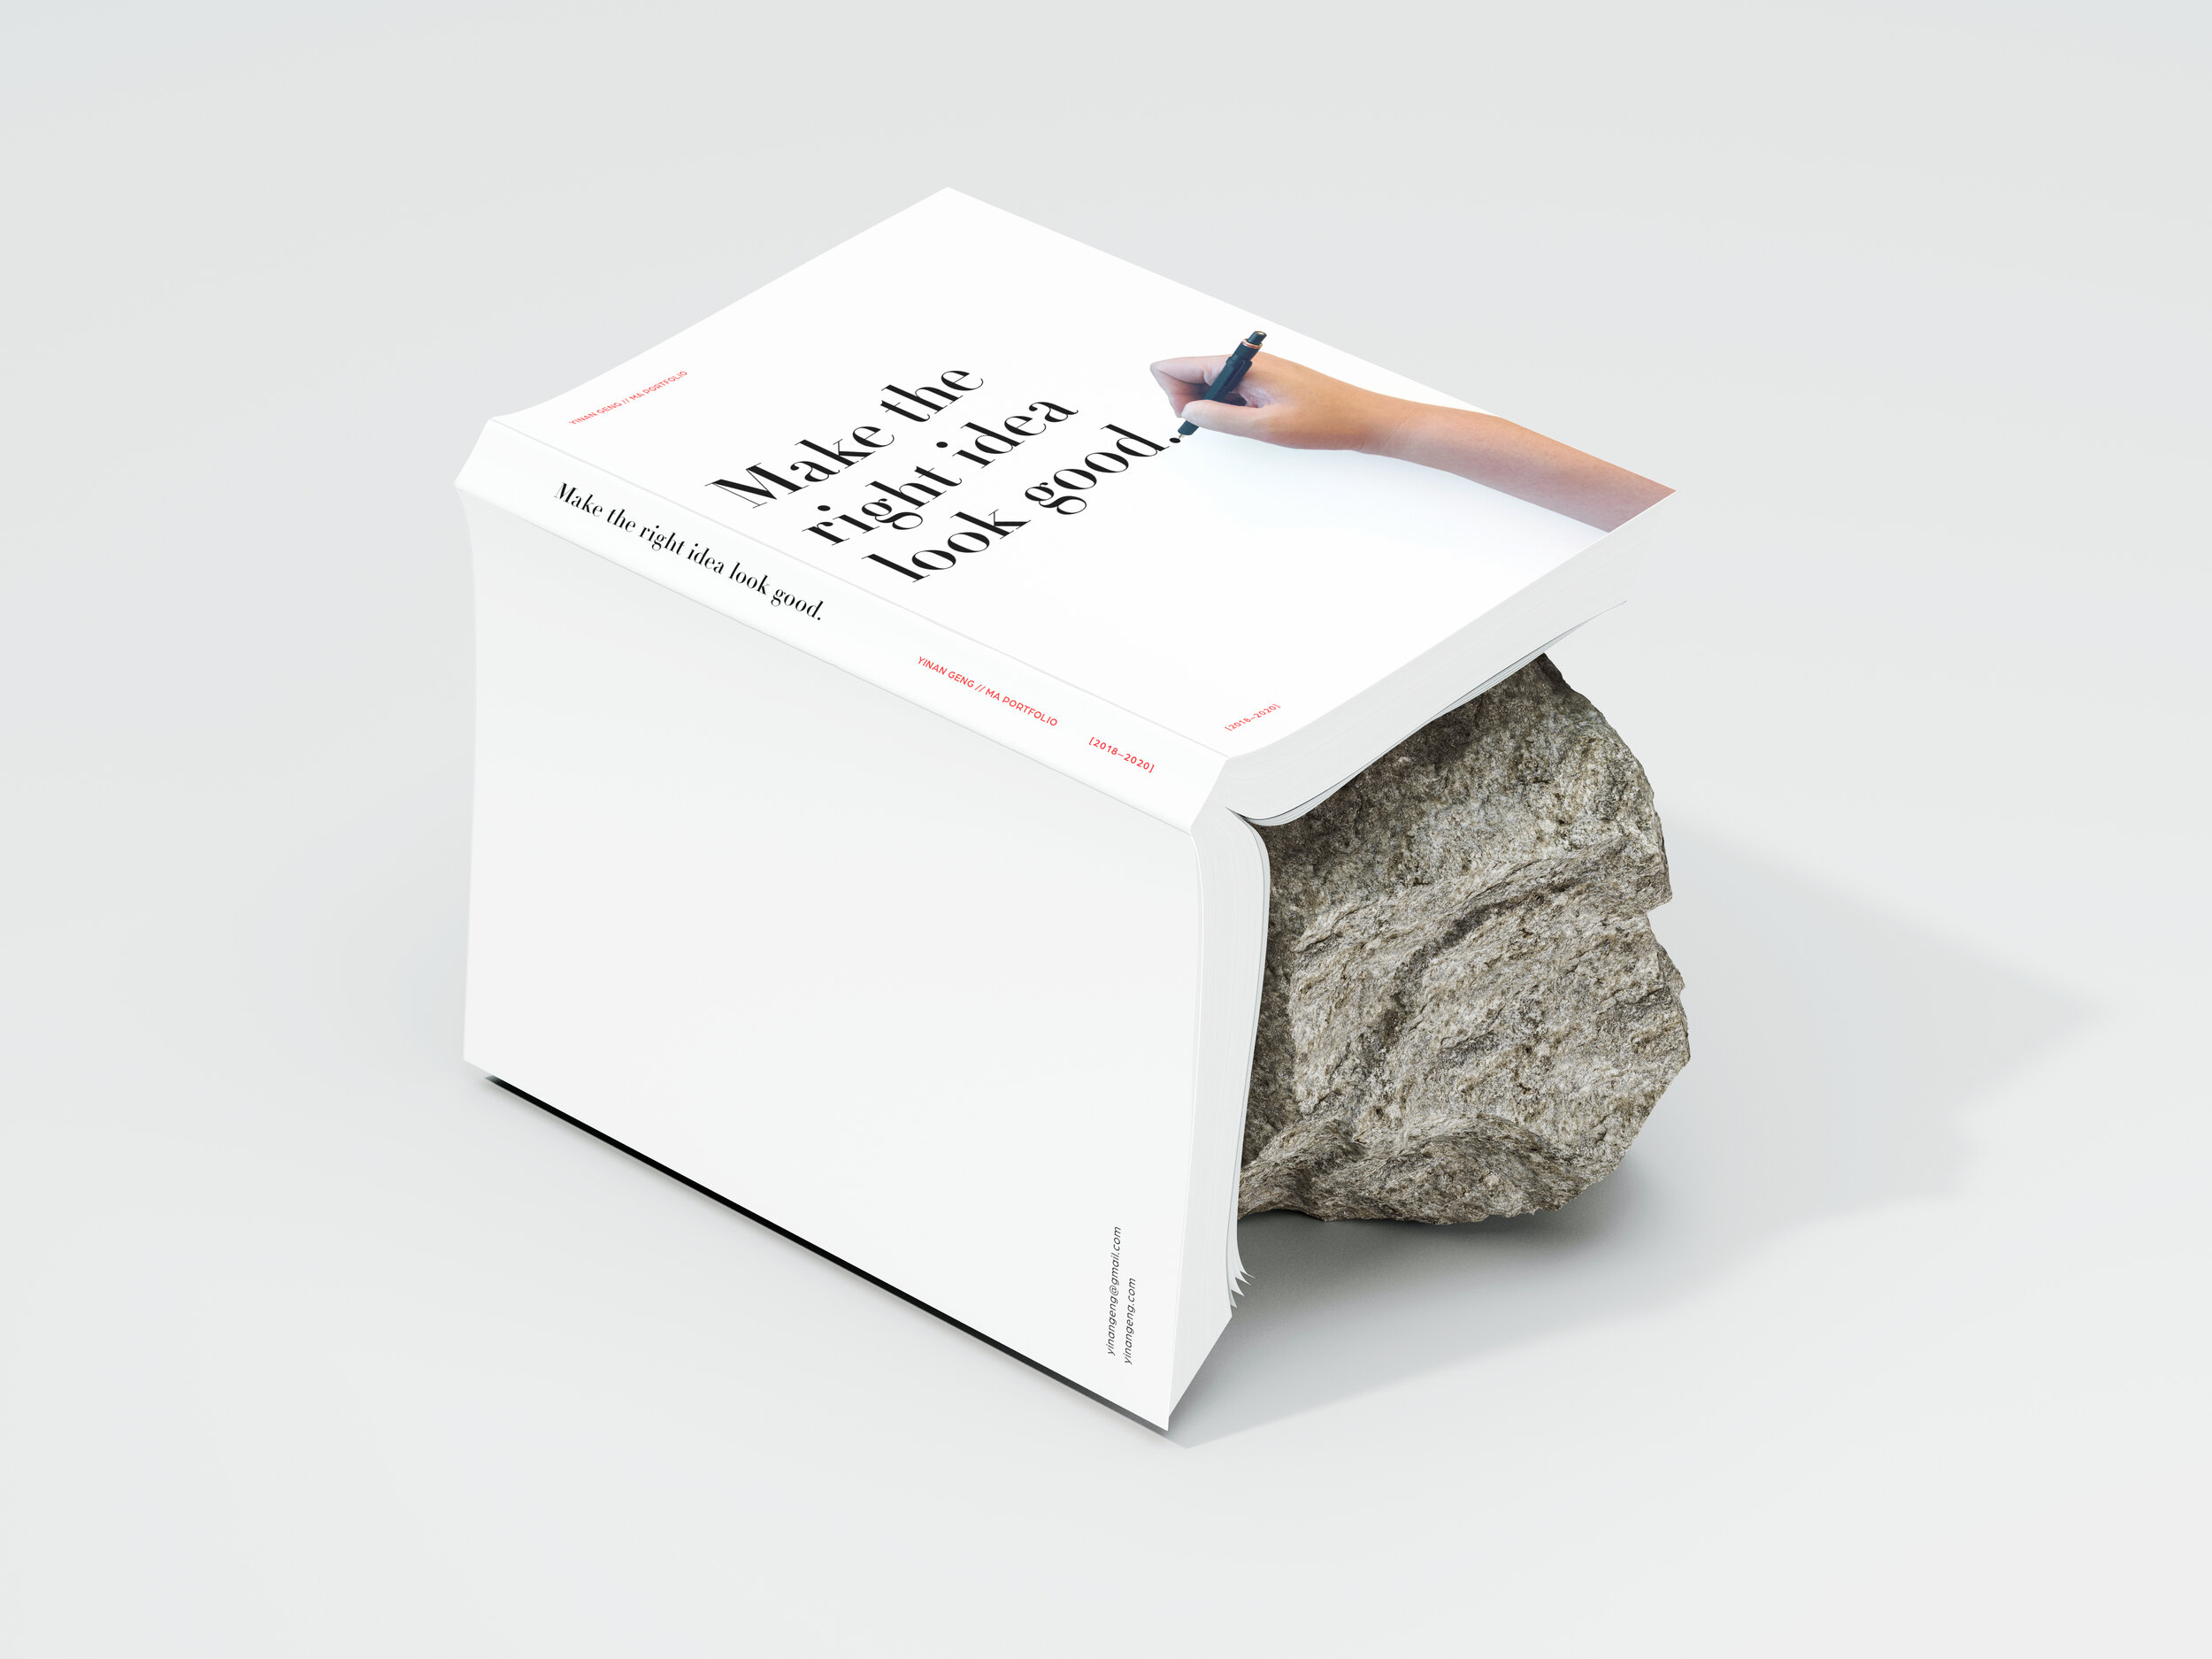 YINAN GENG // MA PORTFOLIO
Make the
right idea
look good.
[2018—2020]
Make the right idea look good.
YINAN GENG // MA PORTFOLIO
[2018—2020]
yinangeng@gmail.com
yinangeng.com